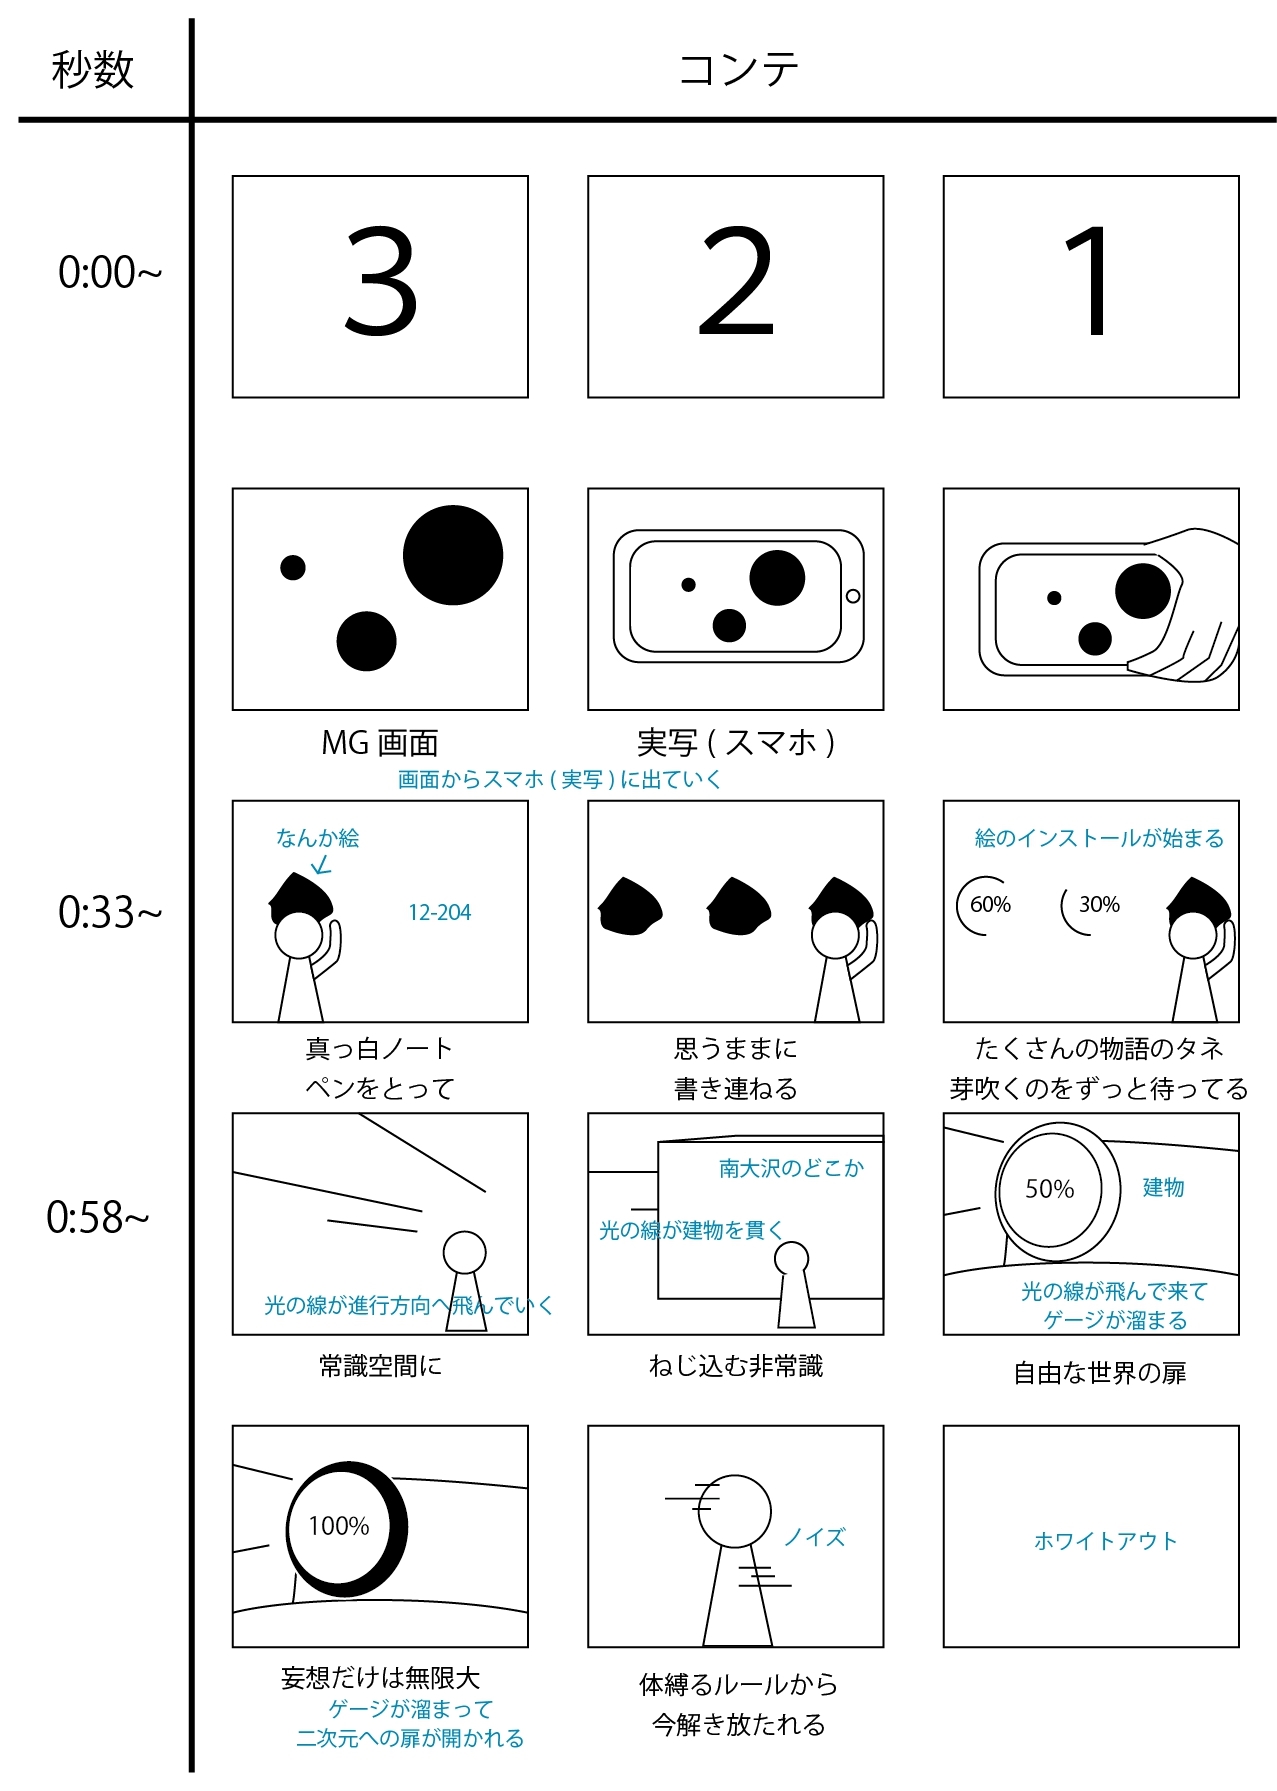 秒数
コンテ
0:00~
3
2
1
MG 画面
実写 ( スマホ )
画面からスマホ ( 実写 ) に出ていく
0:33~
なんか絵
12-204
絵のインストールが始まる
60%
30%
真っ白ノート
ペンをとって
思うままに
書き連ねる
たくさんの物語のタネ
芽吹くのをずっと待ってる
0:58~
光の線が進行方向へ飛んでいく
南大沢のどこか
光の線が建物を貫く
50%
建物
光の線が飛んで来て
ゲージが溜まる
常識空間に
ねじ込む非常識
自由な世界の扉
100%
ノイズ
ホワイトアウト
妄想だけは無限大
ゲージが溜まって
二次元への扉が開かれる
体縛るルールから
今解き放たれる